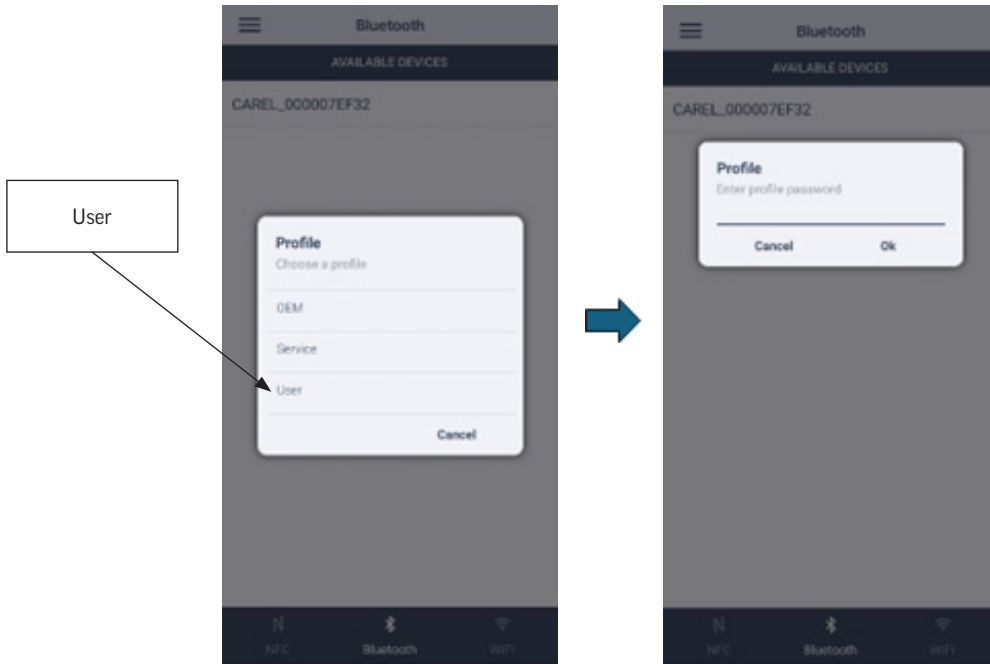 User
Bluetooth
AVAILABLE DEVICES
CAREL_000007EF32
Profile
Choose a profile
OEM
Service
User
Cancel
NFC
Bluetooth
WIFI
Bluetooth
AVAILABLE DEVICES
CAREL_000007EF32
Profile
Enter profile password
Cancel Ok
NFC
Bluetooth
WIFI